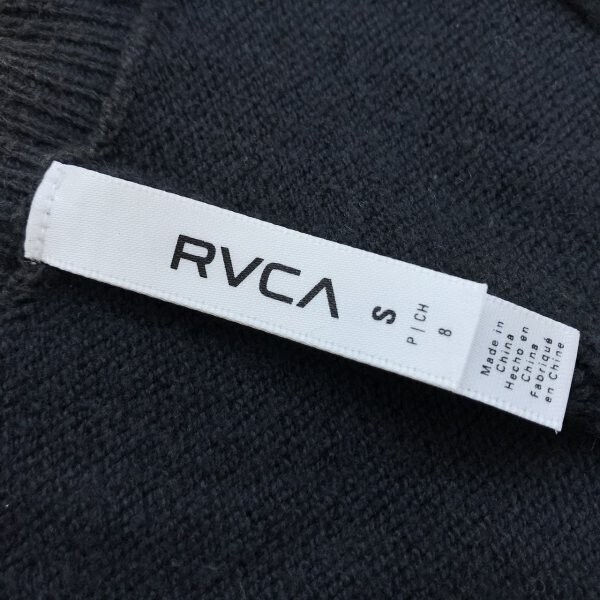 RVCA
S
P | CH
8
Made in
China
Hecho en
China
Fabriqué
en Chine